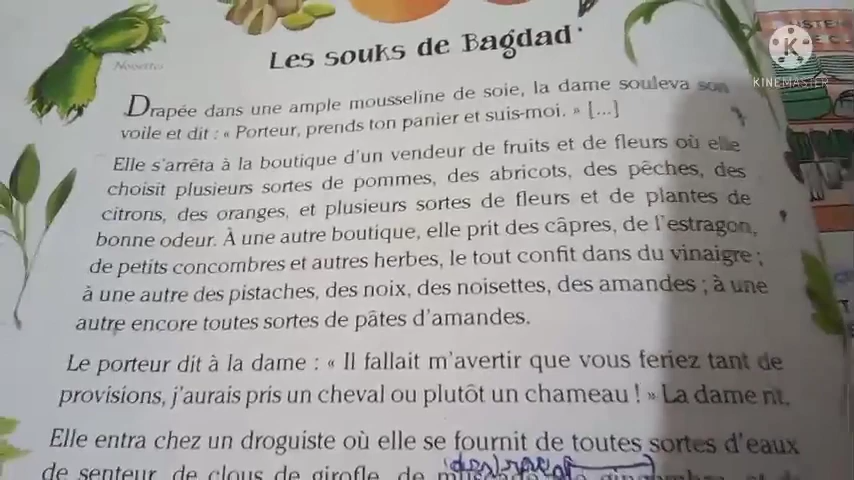 Noisette
Les souks de Bagdad
Drapée dans une ample mousseline de soie, la dame souleva son
voile et dit : « Porteur, prends ton panier et suis-moi. » [...]
Elle s'arrêta à la boutique d'un vendeur de fruits et de fleurs où elle
choisit plusieurs sortes de pommes, des abricots, des pêches, des
citrons, des oranges, et plusieurs sortes de fleurs et de plantes de
bonne odeur. À une autre boutique, elle prit des câpres, de l'estragon,
de petits concombres et autres herbes, le tout confit dans du vinaigre ;
à une autre des pistaches, des noix, des noisettes, des amandes ; à une
autre encore toutes sortes de pâtes d'amandes.
Le porteur dit à la dame : « Il fallait m'avertir que vous feriez tant de
provisions, j'aurais pris un cheval ou plutôt un chameau ! » La dame rit.
Elle entra chez un droguiste où elle se fournit de toutes sortes d'eaux
de senteur, de clous de girofle, de
KINEMASTER